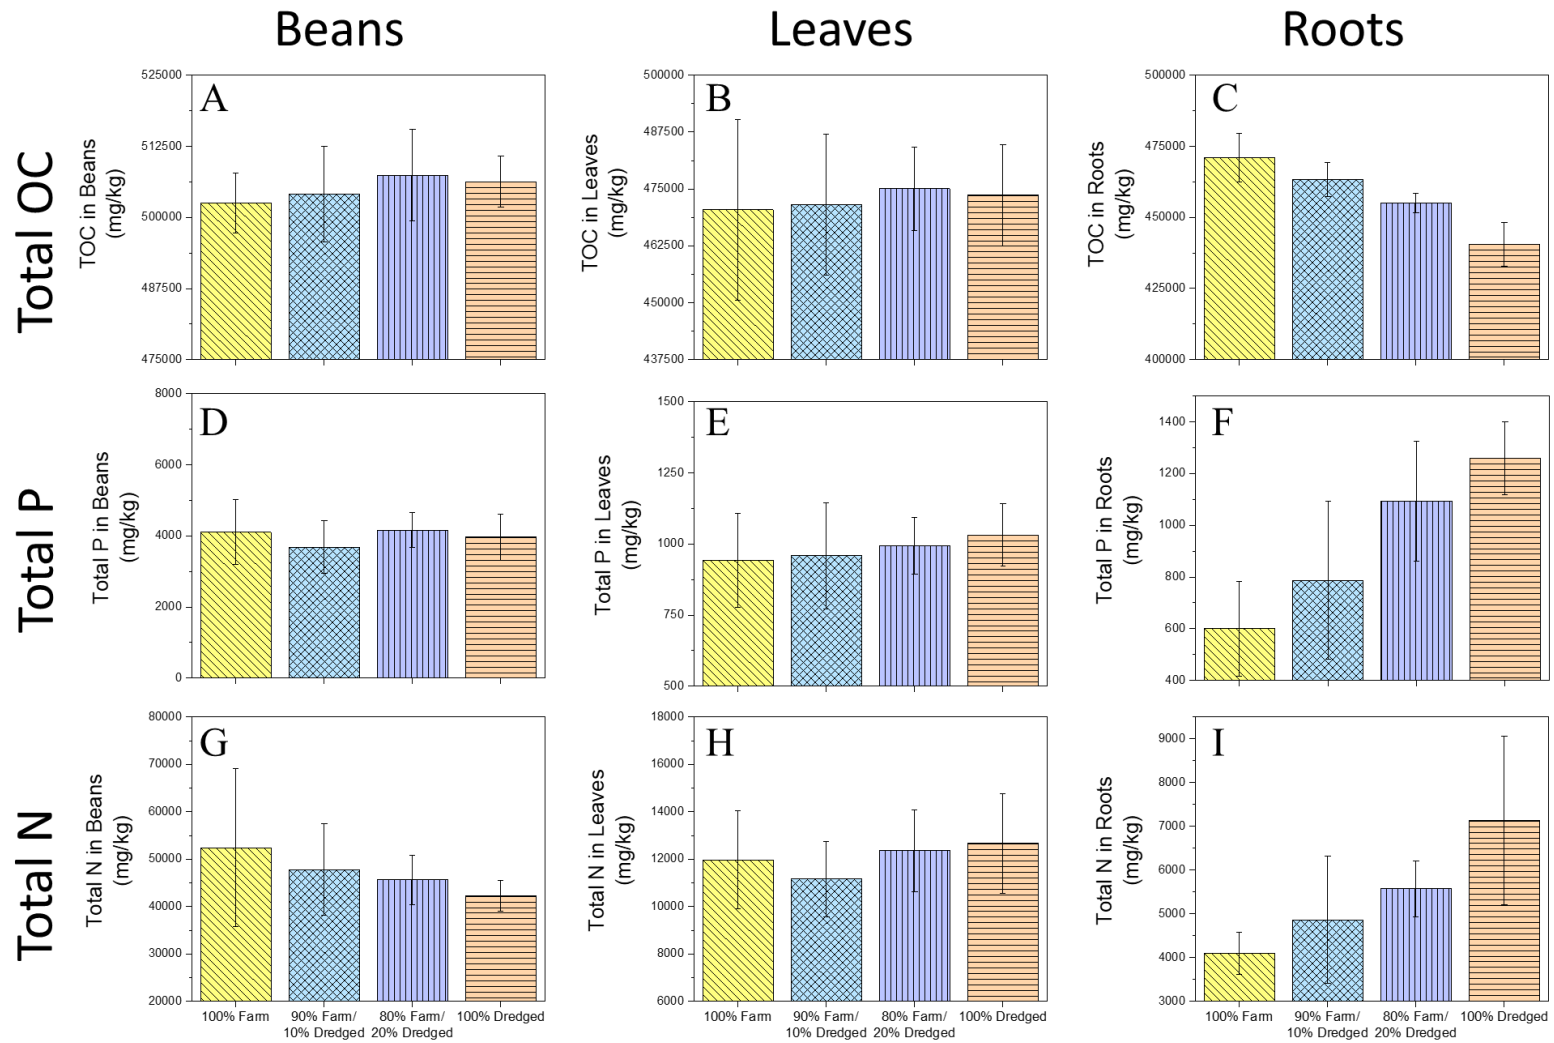 Beans
Leaves
Roots
Total OC
TOC in Beans
(mg/kg)
525000
512500
500000
487500
475000
A
TOC in Leaves
(mg/kg)
500000
487500
475000
462500
450000
437500
B
TOC in Roots
(mg/kg)
500000
475000
450000
425000
400000
C
Total P
Total P in Beans
(mg/kg)
8000
6000
4000
2000
0
D
Total P in Leaves
(mg/kg)
1500
1250
1000
750
500
E
Total P in Roots
(mg/kg)
1400
1200
1000
800
600
400
F
Total N
Total N in Beans
(mg/kg)
80000
70000
60000
50000
40000
30000
20000
G
100% Farm
90% Farm/
10% Dredged
80% Farm/
20% Dredged
100% Dredged
Total N in Leaves
(mg/kg)
18000
16000
14000
12000
10000
8000
6000
H
100% Farm
90% Farm/
10% Dredged
80% Farm/
20% Dredged
100% Dredged
Total N in Roots
(mg/kg)
9000
8000
7000
6000
5000
4000
3000
I
100% Farm
90% Farm/
10% Dredged
80% Farm/
20% Dredged
100% Dredged